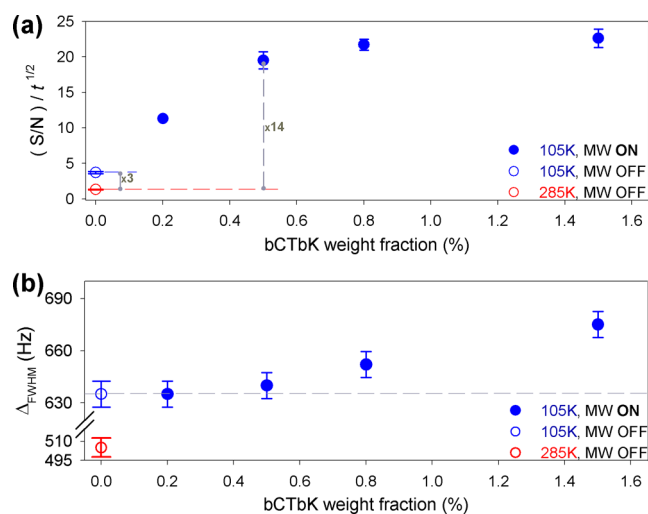 (a)
25
20
15
10
5
0
(S/N) / t 1/2
x14
x3
105K, MW ON
105K, MW OFF
285K, MW OFF
0.0 0.2 0.4 0.6 0.8 1.0 1.2 1.4 1.6
bCTbK weight fraction (%)
(b)
690
660
630
510
495
ΔFWHM (Hz)
105K, MW ON
105K, MW OFF
285K, MW OFF
0.0 0.2 0.4 0.6 0.8 1.0 1.2 1.4 1.6
bCTbK weight fraction (%)